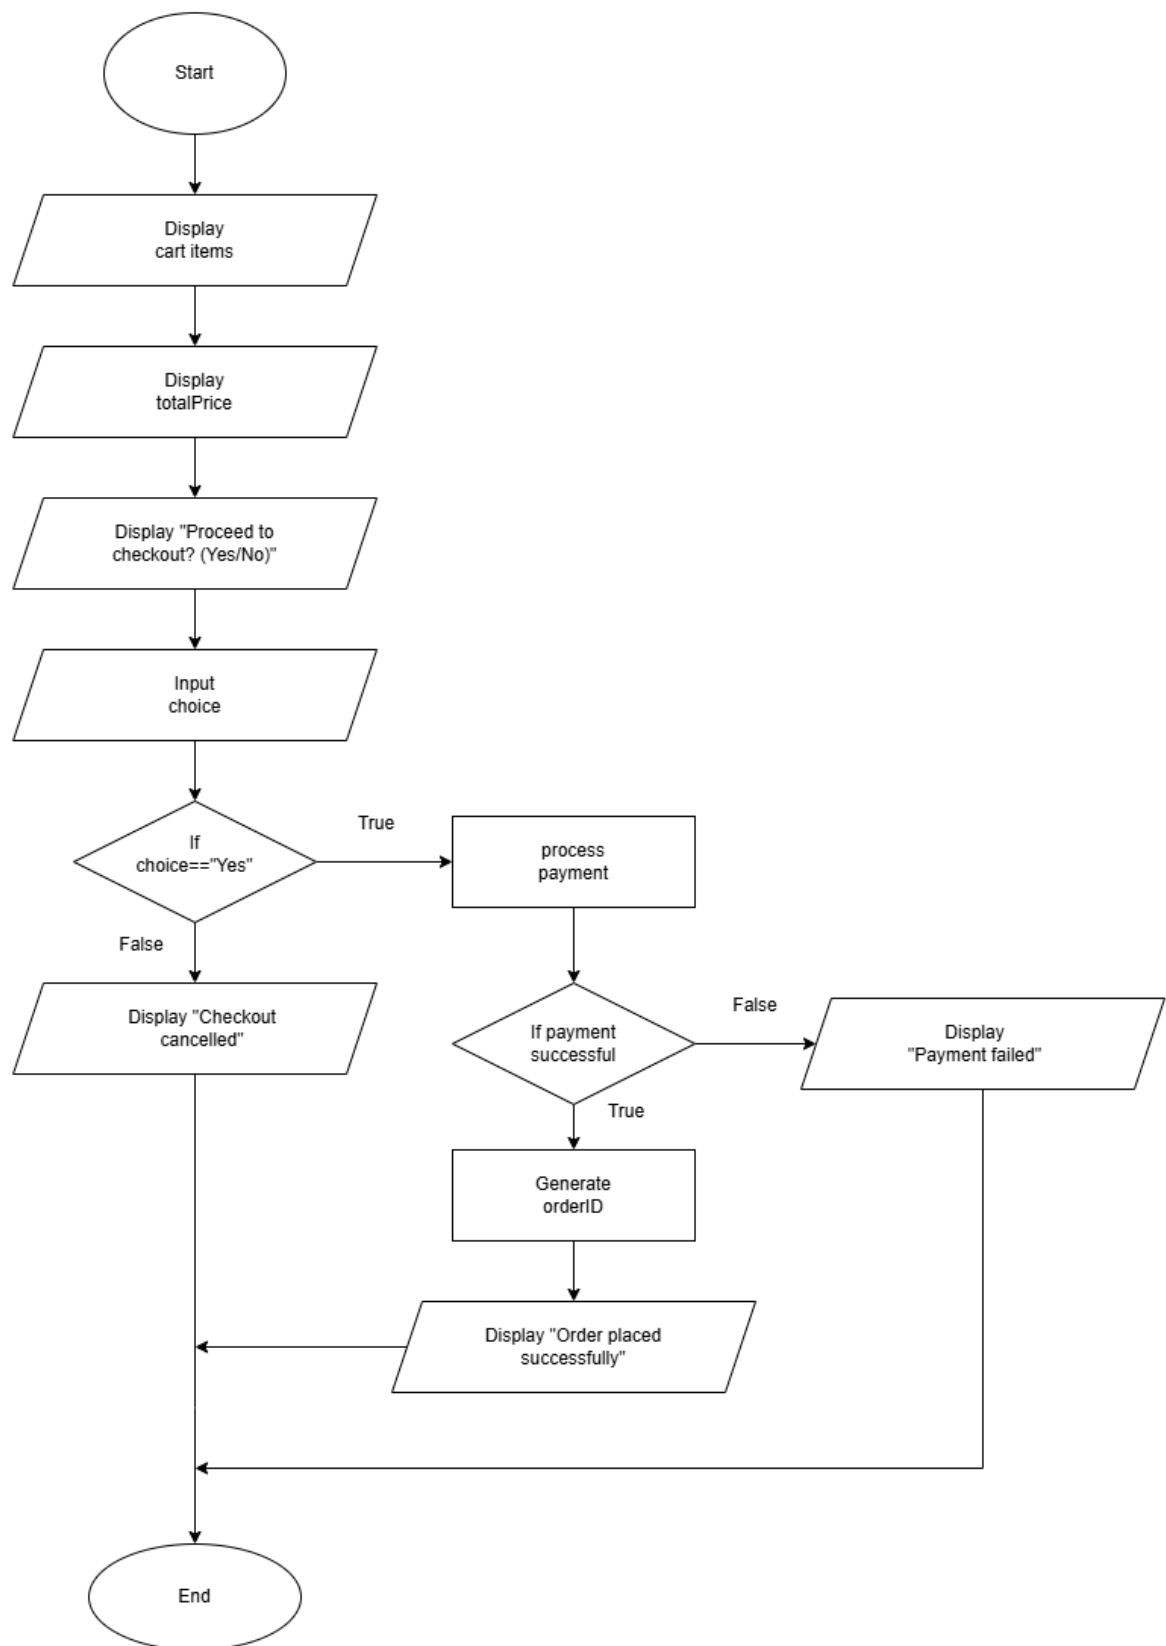 Start
Display
cart items
Display
totalPrice
Display "Proceed to
checkout? (Yes/No)"
Input
choice
If
choice=="Yes"
True
process
payment
False
Display "Checkout
cancelled"
If payment
successful
False
Display
"Payment failed"
True
Generate
orderID
Display "Order placed
successfully"
End